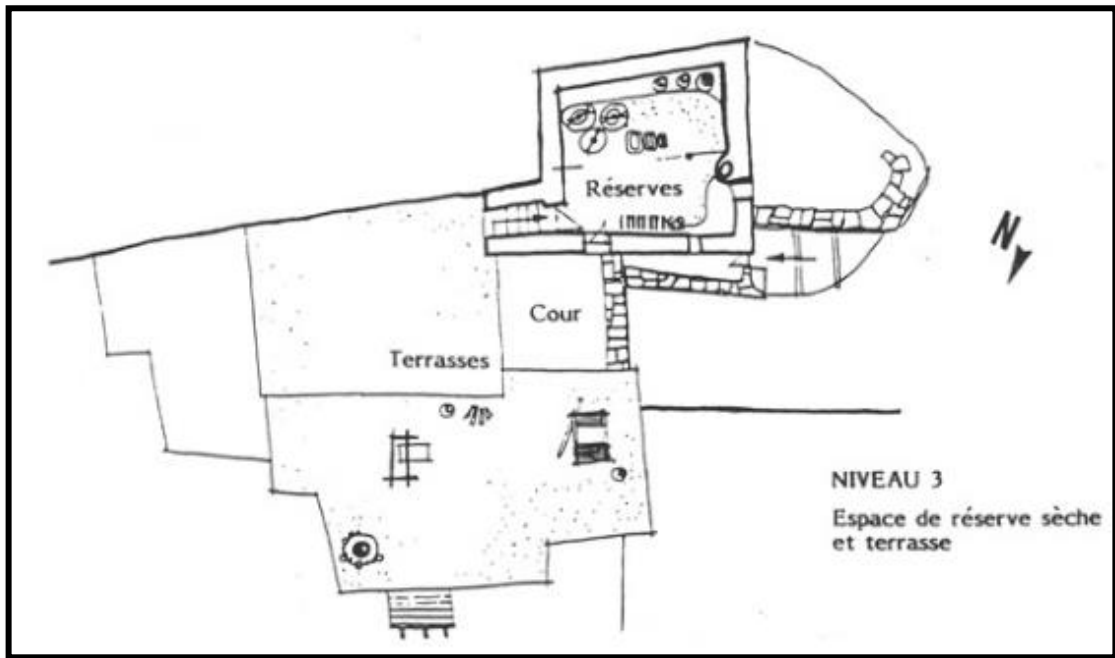 Réserves
N
Cour
Terrasses
NIVEAU 3
Espace de réserve sèche
et terrasse